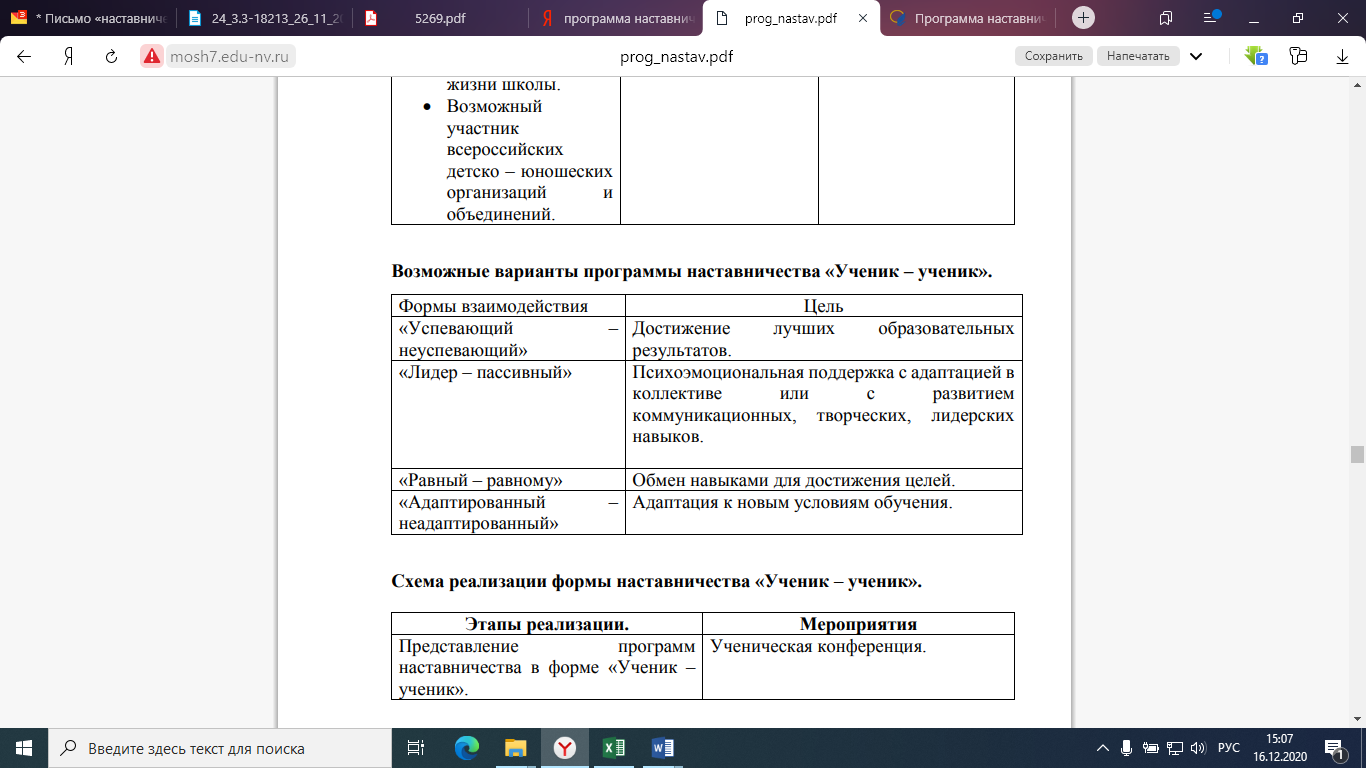 * Письмо «наставниче
24_3.3-18213_26_11_20
5269.pdf
программа наставнич
prog_nastav.pdf
Программа наставнич
mosh7.edu-nv.ru
prog_nastav.pdf
Сохранить
Напечатать
жизни школы.
• Возможный
участник
всероссийских
детско – юношеских
организаций и
объединений.
Возможные варианты программы наставничества «Ученик – ученик».
Формы взаимодействия Цель
«Успевающий – Достижение лучших образовательных
неуспевающий» результатов.
«Лидер – пассивный» Психоэмоциональная поддержка с адаптацией в
коллективе или с развитием
коммуникационных, творческих, лидерских
навыков.
«Равный – равному» Обмен навыками для достижения целей.
«Адаптированный – Адаптация к новым условиям обучения.
неадаптированный»
Схема реализации формы наставничества «Ученик – ученик».
Этапы реализации. Мероприятия
Представление программ Ученическая конференция.
наставничества в форме «Ученик –
ученик».
Введите здесь текст для поиска
РУС
15:07
16.12.2020